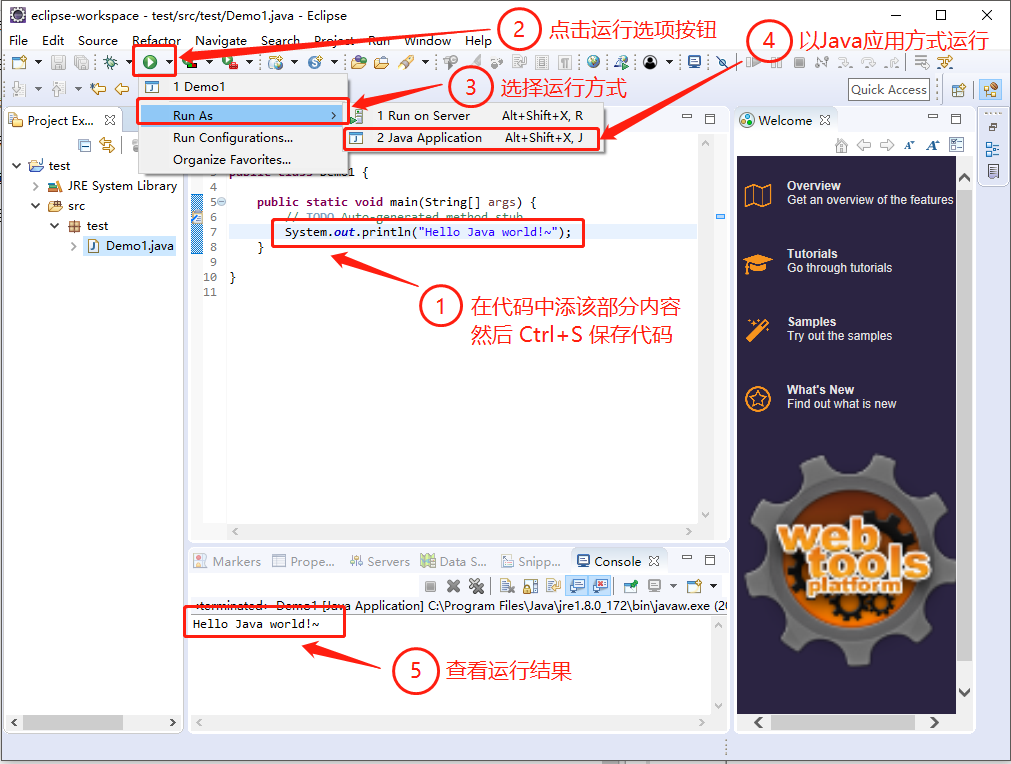 eclipse-workspace - test/src/test/Demo1.java - Eclipse
File Edit Source Refactor Navigate Search Project Run Window Help
② 点击运行选项按钮
④ 以Java应用方式运行
③ 选择运行方式
Quick Access
1 Demo1
Run As
Run Configurations...
Organize Favorites...
1 Run on Server Alt+Shift+X, R
2 Java Application Alt+Shift+X, J
Project Ex...
test
JRE System Library
src
test
Demo1.java
public class Demo1 {
4
5 public static void main(String[] args) {
6 // TODO Auto-generated method stub
7 System.out.println("Hello Java world!~");
8 }
9
10 }
11
① 在代码中添该部分内容
然后 Ctrl+S 保存代码
Welcome
Overview
Get an overview of the features
Tutorials
Go through tutorials
Samples
Try out the samples
What's New
Find out what is new
web
tools
platform
Markers Prope... Servers Data S... Snipp... Console
<terminated> Demo1 [Java Application] C:\Program Files\Java\jre1.8.0_172\bin\javaw.exe (20
Hello Java world!~
⑤ 查看运行结果